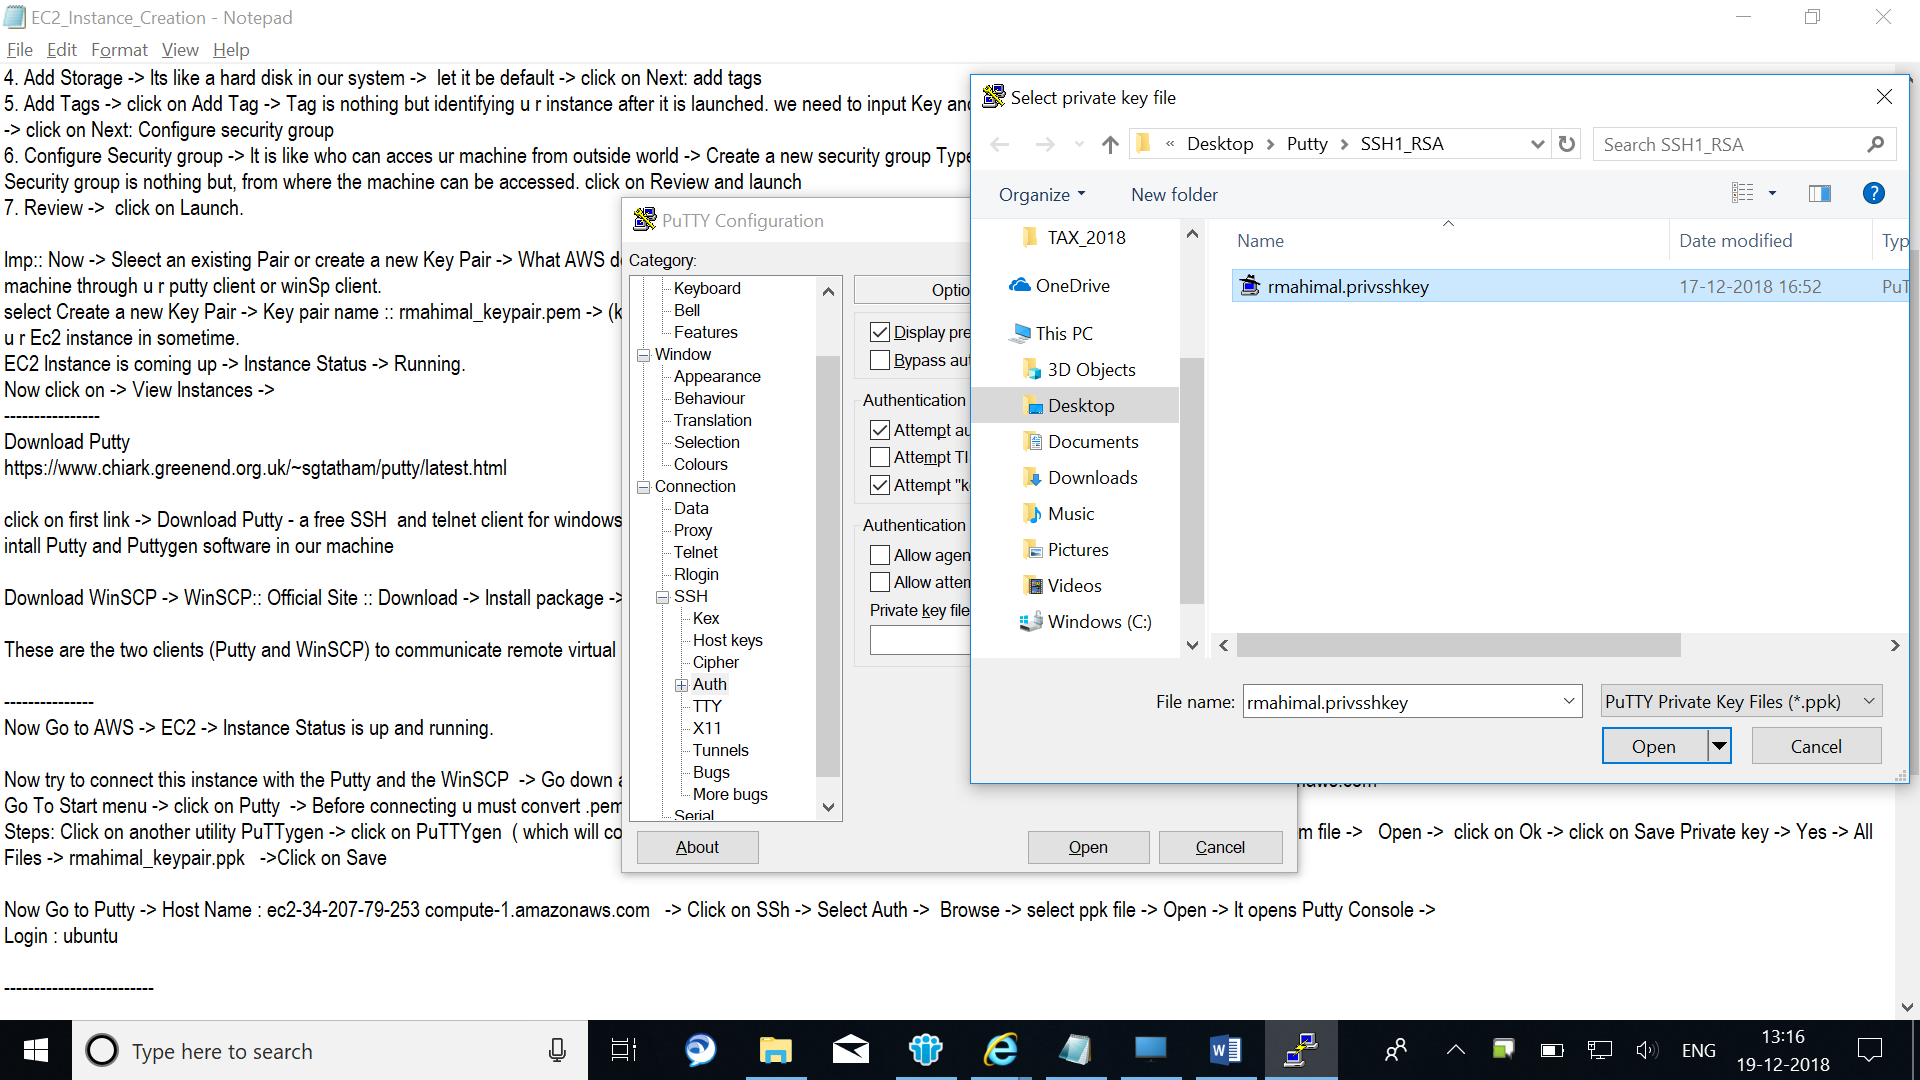 EC2_Instance_Creation - Notepad
File Edit Format View Help
4. Add Storage -> Its like a hard disk in our system -> let it be default -> click on Next: add tags
5. Add Tags -> click on Add Tag -> Tag is nothing but identifying u r instance after it is launched. we need to input Key and
-> click on Next: Configure security group
6. Configure Security group -> It is like who can acces ur machine from outside world -> Create a new security group Type
Security group is nothing but, from where the machine can be accessed. click on Review and launch
7. Review -> click on Launch.
Imp:: Now -> Sleect an existing Pair or create a new Key Pair -> What AWS
machine through u r putty client or winSp client.
select Create a new Key Pair -> Key pair name :: rmahimal_keypair.pem ->
u r Ec2 instance in sometime.
EC2 Instance is coming up -> Instance Status -> Running.
Now click on -> View Instances ->
----------------
Download Putty
https://www.chiark.greenend.org.uk/~sgtatham/putty/latest.html
click on first link -> Download Putty - a free SSH and telnet client for windows
intall Putty and Puttygen software in our machine
Download WinSCP -> WinSCP:: Official Site :: Download -> Install package ->
These are the two clients (Putty and WinSCP) to communicate remote virtual
---------------
Now Go to AWS -> EC2 -> Instance Status is up and running.
Now try to connect this instance with the Putty and the WinSCP -> Go down
Go To Start menu -> click on Putty -> Before connecting u must convert .pem
Steps: Click on another utility PuTTygen -> click on PuTTYgen ( which will
file -> Open -> click on Ok -> click on Save Private key -> Yes -> All
Files -> rmahimal_keypair.ppk ->Click on Save
Now Go to Putty -> Host Name : ec2-34-207-79-253 compute-1.amazonaws.com -> Click on SSh -> Select Auth -> Browse -> select ppk file -> Open -> It opens Putty Console ->
Login : ubuntu
-------------------------
PuTTY Configuration
Category:
Keyboard
Bell
Features
Window
Appearance
Behaviour
Translation
Selection
Colours
Connection
Data
Proxy
Telnet
Rlogin
SSH
Kex
Host keys
Cipher
Auth
TTY
X11
Tunnels
Bugs
More bugs
Serial
Optio
Display pre
Bypass au
Authentication
Attempt au
Attempt TI
Attempt "k
Authentication
Allow agen
Allow atte
Private key file
About
Open
Cancel
Select private key file
« Desktop > Putty > SSH1_RSA
Search SSH1_RSA
Organize
New folder
TAX_2018
OneDrive
This PC
3D Objects
Desktop
Documents
Downloads
Music
Pictures
Videos
Windows (C:)
Name Date modified Typ
rmahimal.privsshkey 17-12-2018 16:52 PuT
File name: rmahimal.privsshkey
PuTTY Private Key Files (*.ppk)
Open
Cancel
Type here to search
ENG
13:16
19-12-2018